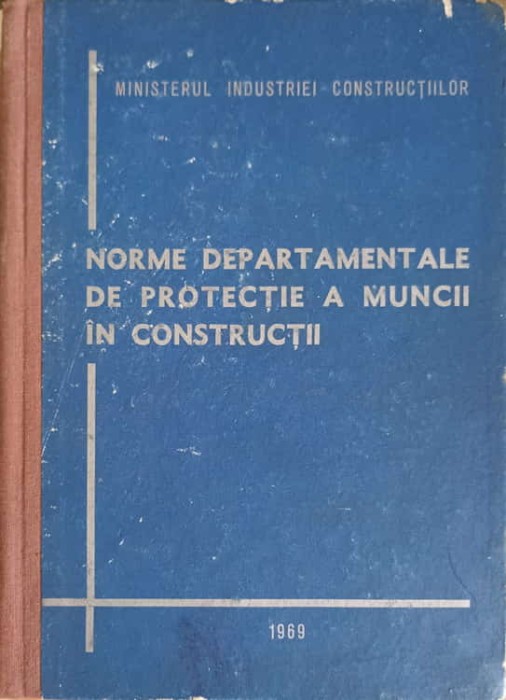 MINISTERUL INDUSTRIEI CONSTRUCȚIILOR
NORME DEPARTAMENTALE
DE PROTECȚIE A MUNCII
ÎN CONSTRUCȚII
1969